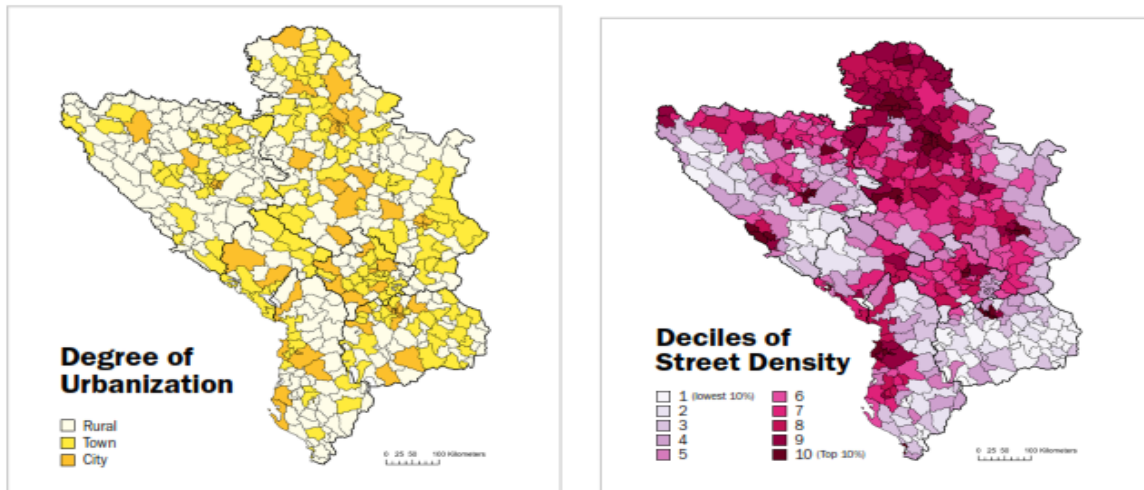 Degree of
Urbanization
Rural
Town
City
0 25 50 100 Kilometers
Deciles of
Street Density
1 (lowest 10%)
2
3
4
5
6
7
8
9
10 (Top 10%)
0 25 50 100 Kilometers